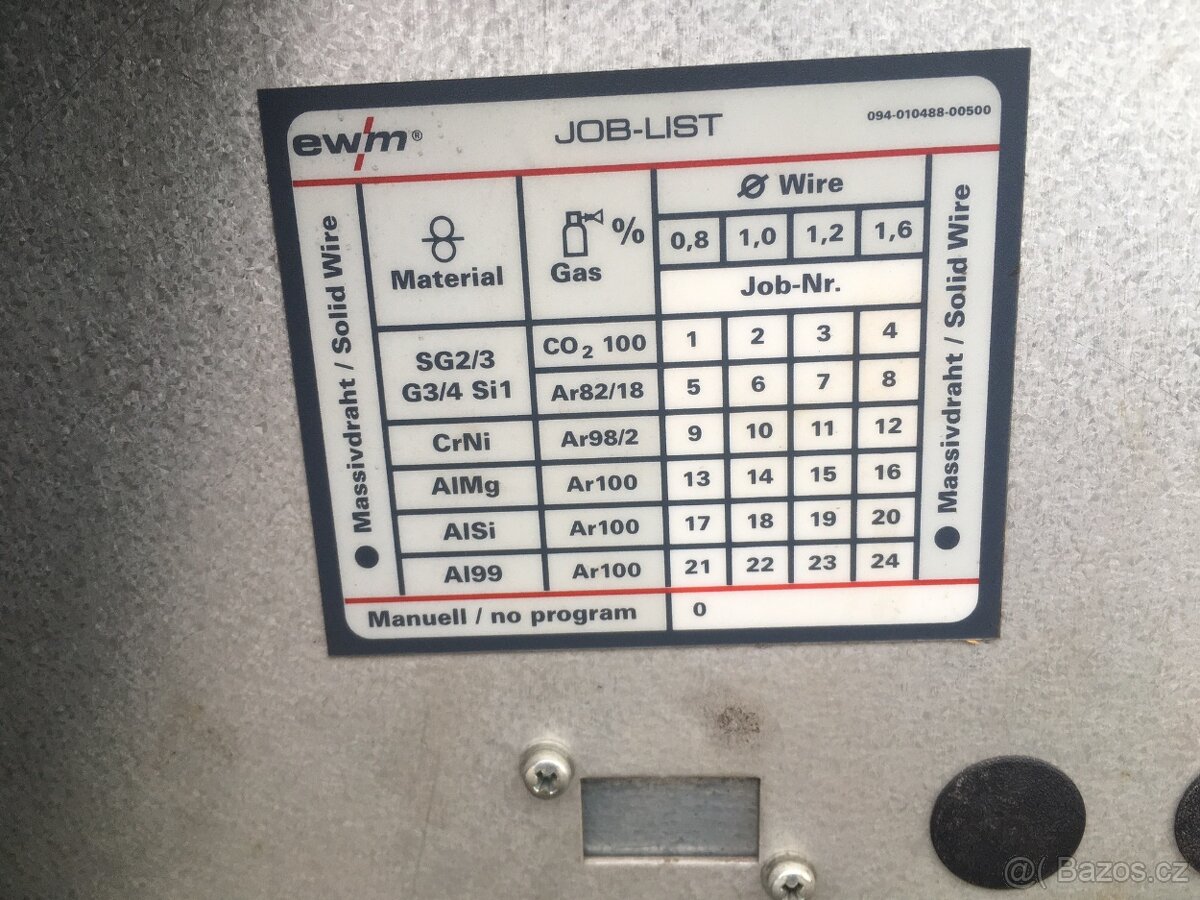 ewm® JOB-LIST 094-010488-00500
Massivdraht / Solid Wire
Material
Gas %
Ø Wire
0,8 1,0 1,2 1,6
Job-Nr.
SG2/3
G3/4 Si1
CO2 100 1 2 3 4
Ar82/18 5 6 7 8
CrNi Ar98/2 9 10 11 12
AlMg Ar100 13 14 15 16
AlSi Ar100 17 18 19 20
Al99 Ar100 21 22 23 24
Massivdraht / Solid Wire
Manuell / no program 0
@( Bazos.cz